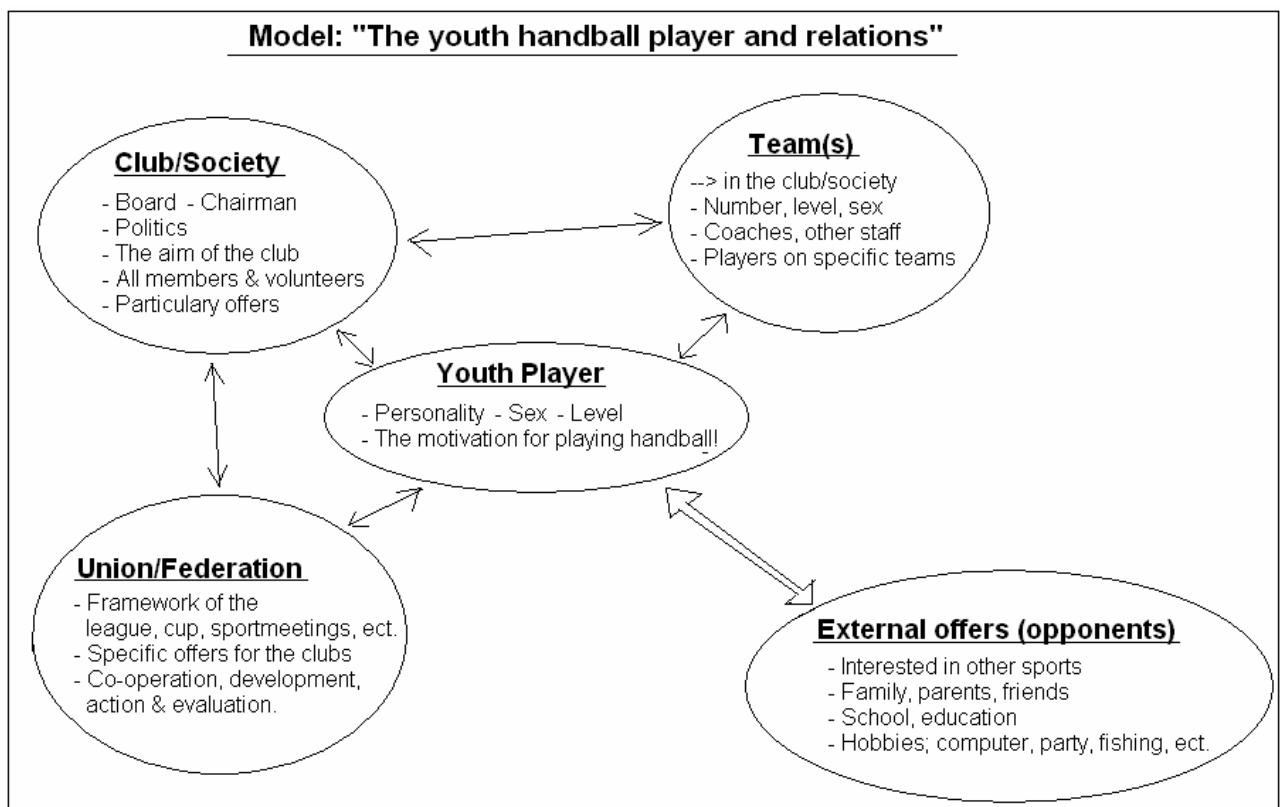 Model: "The youth handball player and relations"
Club/Society
- Board - Chairman
- Politics
- The aim of the club
- All members & volunteers
- Particulary offers
Team(s)
--> in the club/society
- Number, level, sex
- Coaches, other staff
- Players on specific teams
Youth Player
- Personality - Sex - Level
- The motivation for playing handball!
Union/Federation
- Framework of the
league, cup, sportmeetings, ect.
- Specific offers for the clubs
- Co-operation, development,
action & evaluation.
External offers (opponents)
- Interested in other sports
- Family, parents, friends
- School, education
- Hobbies; computer, party, fishing, ect.